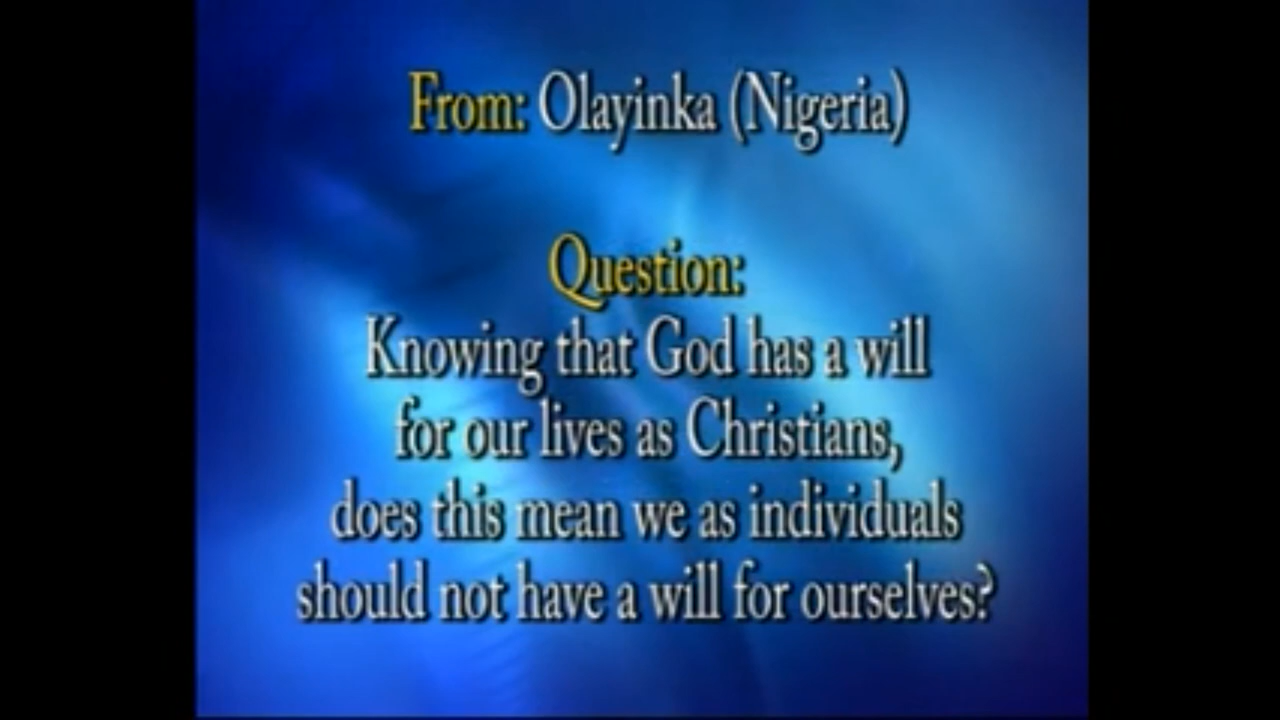 From: Olayinka (Nigeria)
Question:
Knowing that God has a will
for our lives as Christians,
does this mean we as individuals
should not have a will for ourselves?